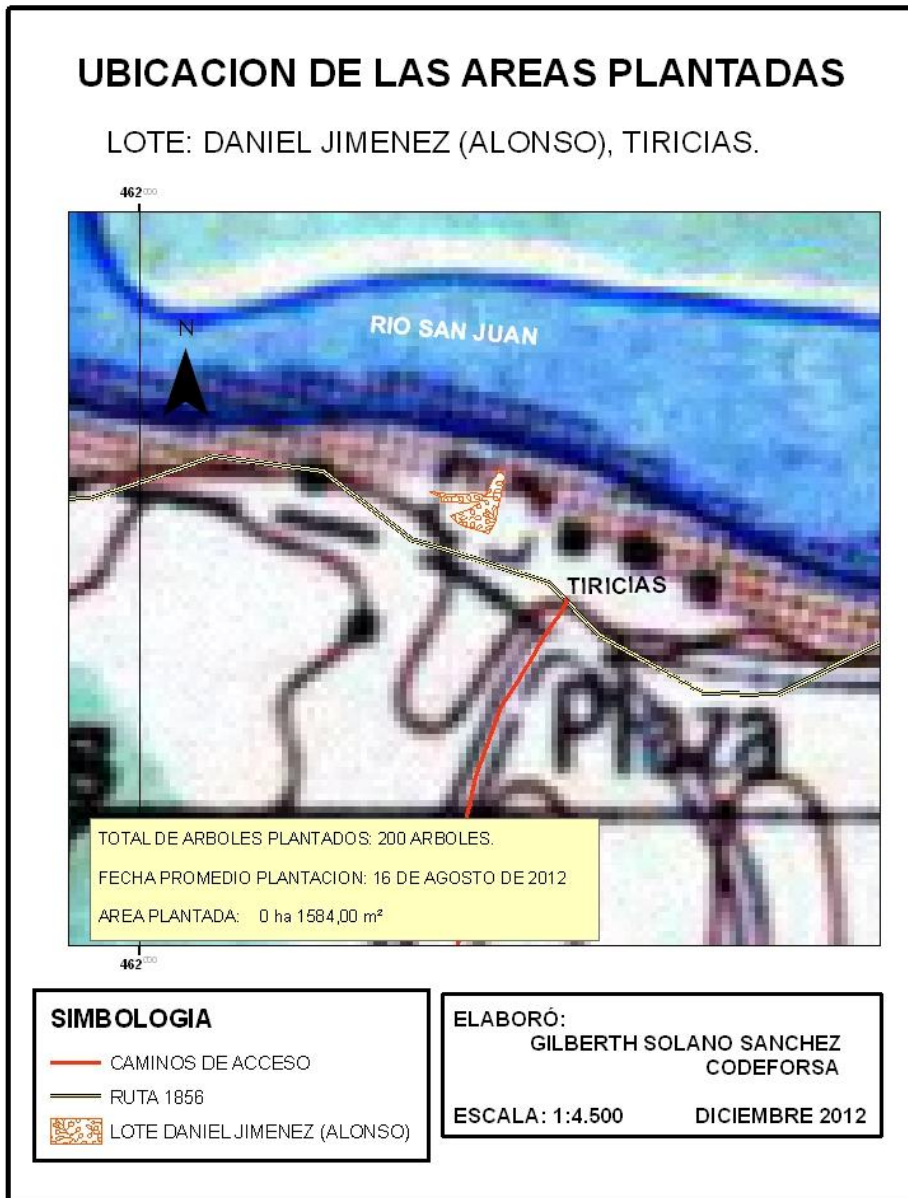 UBICACION DE LAS AREAS PLANTADAS
LOTE: DANIEL JIMENEZ (ALONSO), TIRICIAS.
462000
N
RIO SAN JUAN
TIRICIAS
Plaza
TOTAL DE ARBOLES PLANTADOS: 200 ARBOLES.
FECHA PROMEDIO PLANTACION: 16 DE AGOSTO DE 2012
AREA PLANTADA: 0 ha 1584,00 m²
462000
SIMBOLOGIA
CAMINOS DE ACCESO
RUTA 1856
LOTE DANIEL JIMENEZ (ALONSO)
ELABORÓ:
GILBERTH SOLANO SANCHEZ
CODEFORSA
ESCALA: 1:4.500 DICIEMBRE 2012